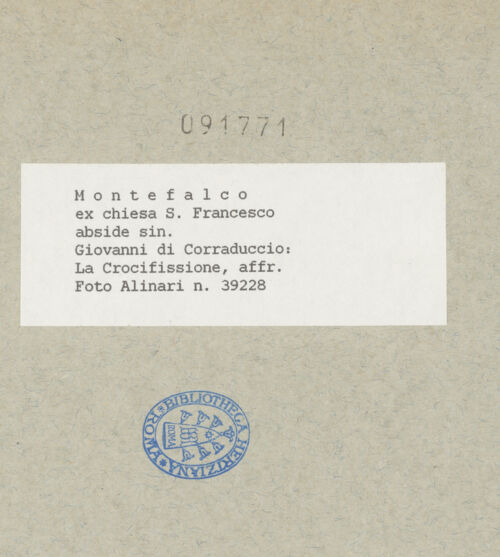 091771
Montefalco
ex chiesa S. Francesco
abside sin.
Giovanni di Corraduccio:
La Crocifissione, affr.
Foto Alinari n. 39228
BIBLIOTHECA HERTZIANA * ROMA *
ROMA